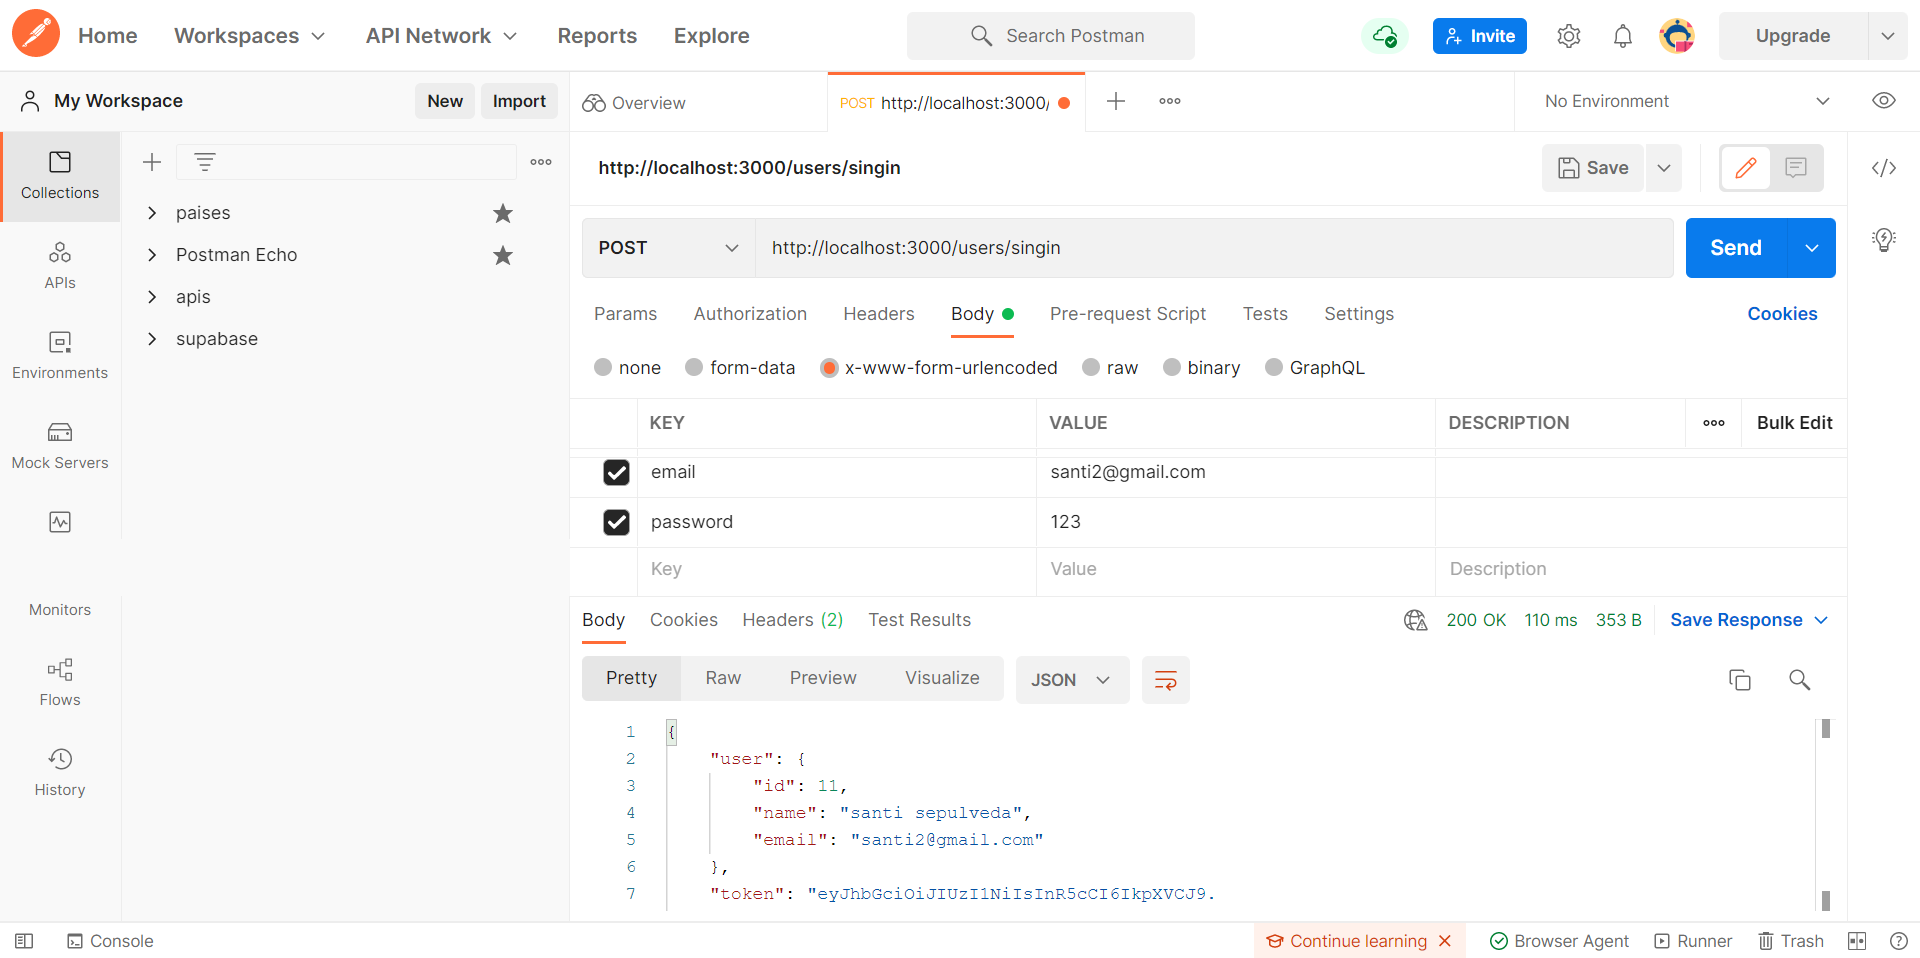 Home Workspaces API Network Reports Explore Search Postman Invite Upgrade
My Workspace New Import Overview POST http://localhost:3000/ No Environment
Collections
APIs
Environments
Mock Servers
Monitors
Flows
History
paises
Postman Echo
apis
supabase
http://localhost:3000/users/singin Save
POST http://localhost:3000/users/singin Send
Params Authorization Headers Body Pre-request Script Tests Settings Cookies
none form-data x-www-form-urlencoded raw binary GraphQL
KEY VALUE DESCRIPTION Bulk Edit
email santi2@gmail.com
password 123
Key Value Description
Body Cookies Headers (2) Test Results 200 OK 110 ms 353 B Save Response
Pretty Raw Preview Visualize JSON
1 {
2 "user": {
3 "id": 11,
4 "name": "santi sepulveda",
5 "email": "santi2@gmail.com"
6 },
7 "token": "eyJhbGciOiJIUzI1NiIsInR5cCI6IkpXVCJ9.
Console Continue learning Browser Agent Runner Trash